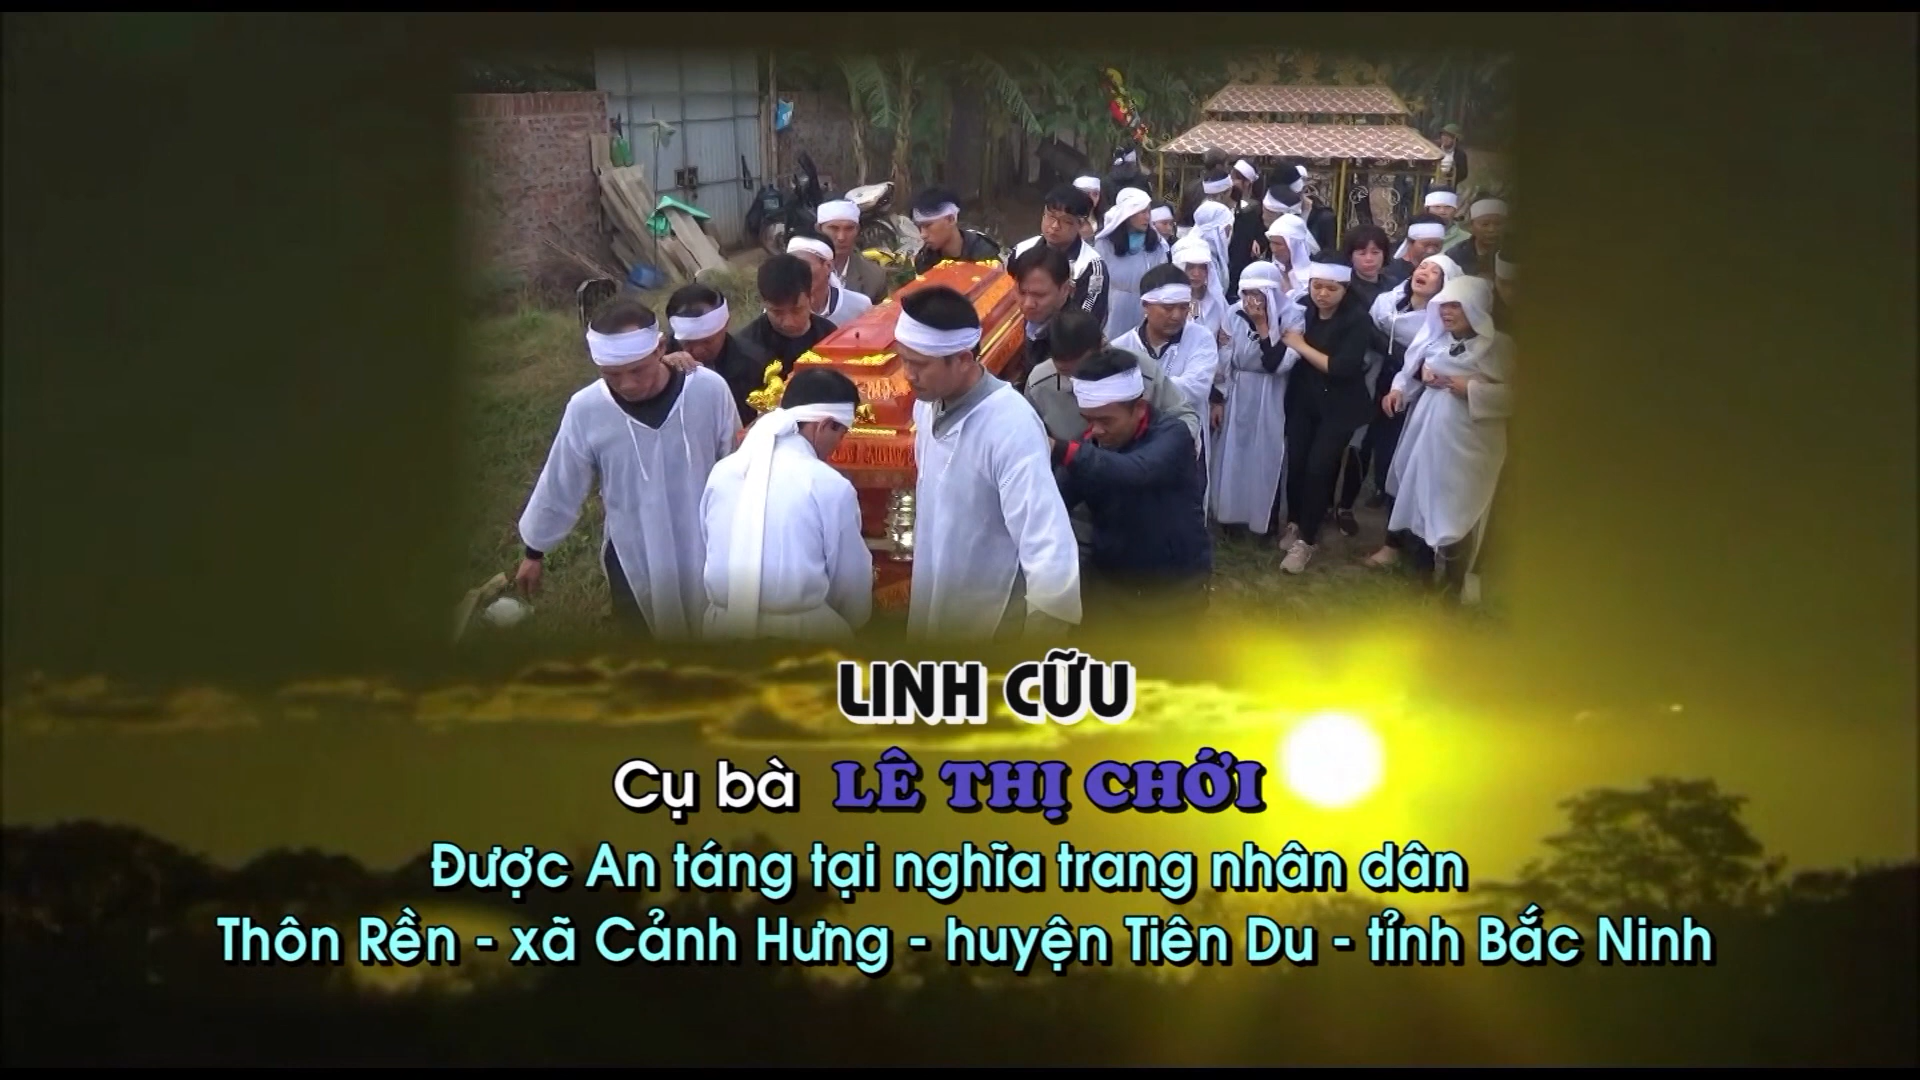 LINH CỮU
Cụ bà LÊ THỊ CHỚI
Được An táng tại nghĩa trang nhân dân
Thôn Rền - xã Cảnh Hưng - huyện Tiên Du - tỉnh Bắc Ninh